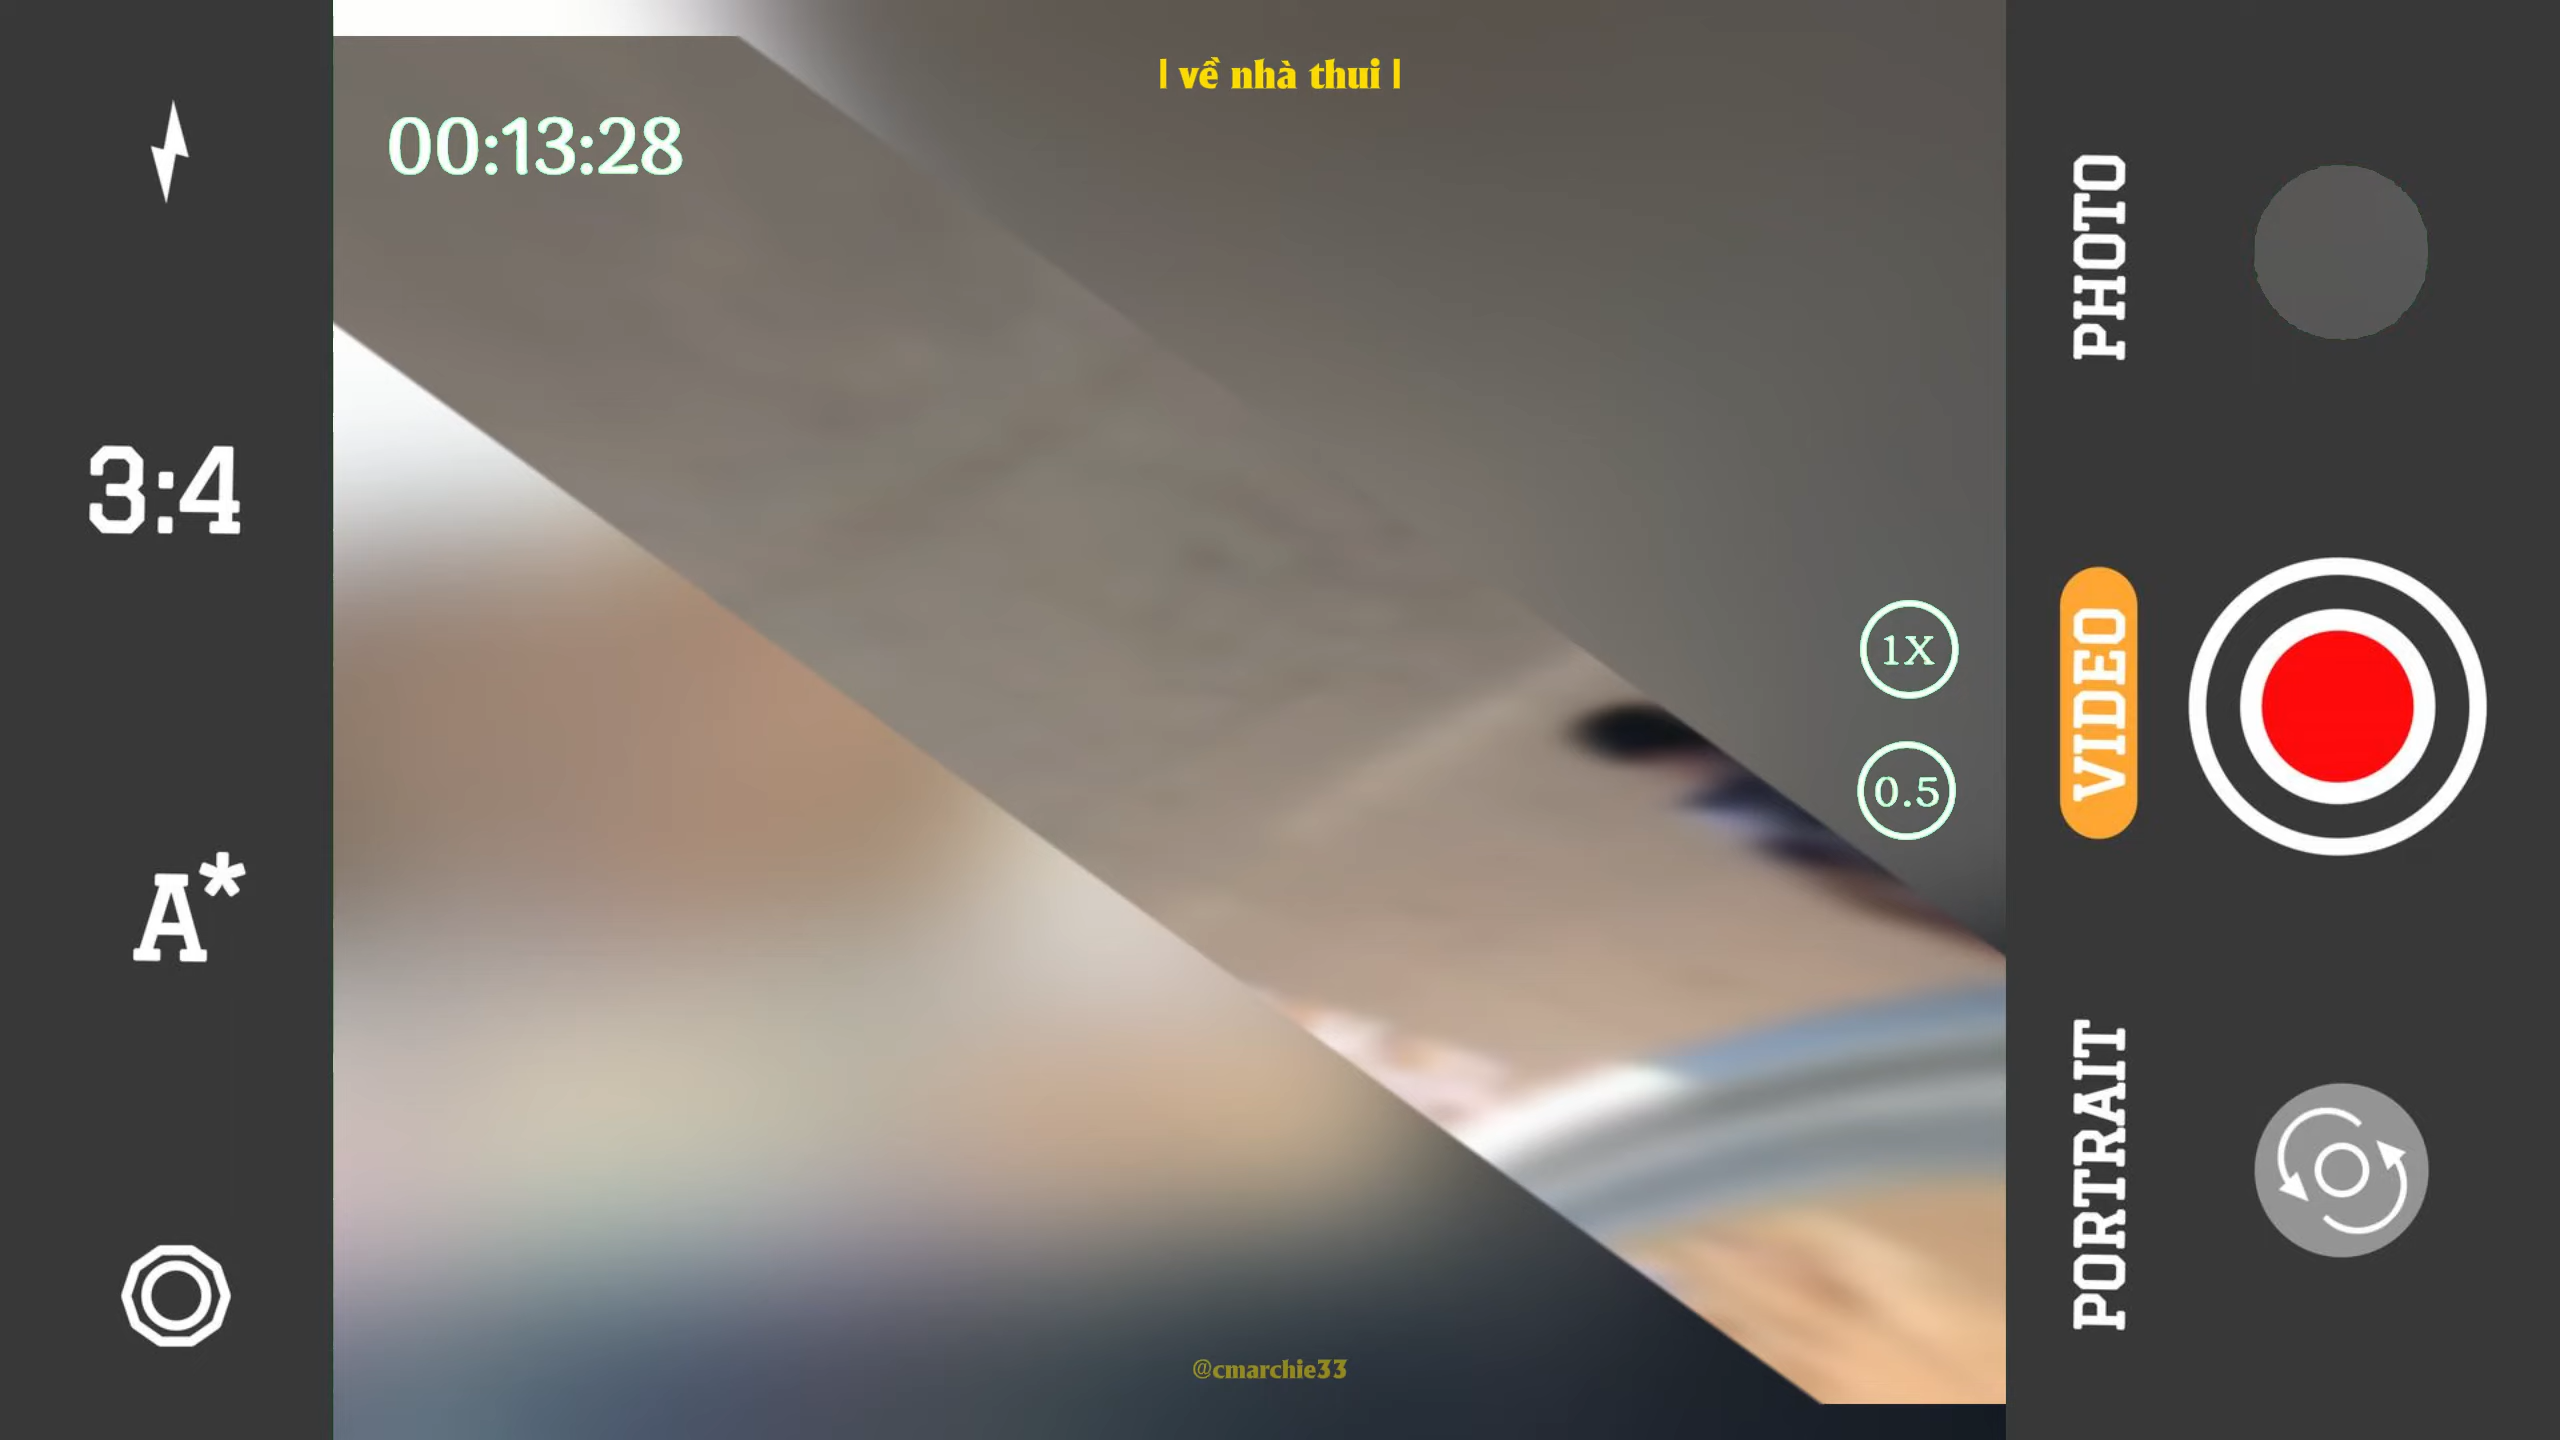 | về nhà thui |
00:13:28
3:4
A*
1X
0.5
PHOTO
VIDEO
PORTRAIT
@cmarchie33